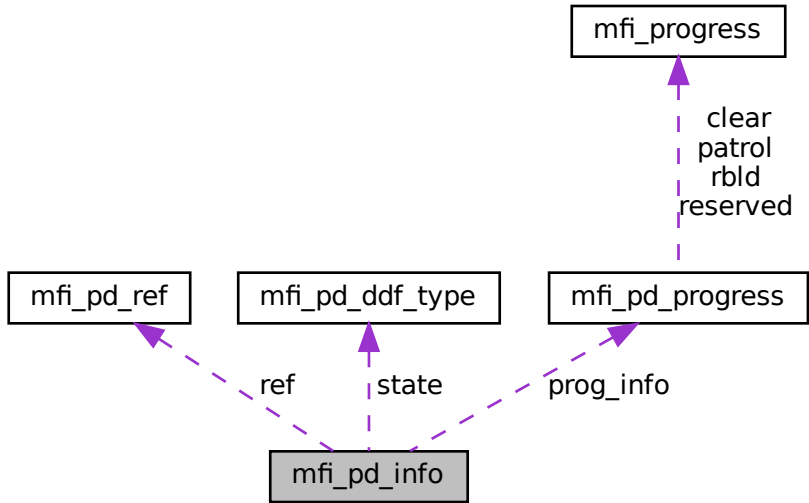 mfi_progress
clear
patrol
rbld
reserved
mfi_pd_ref
mfi_pd_ddf_type
mfi_pd_progress
ref
state
prog_info
mfi_pd_info